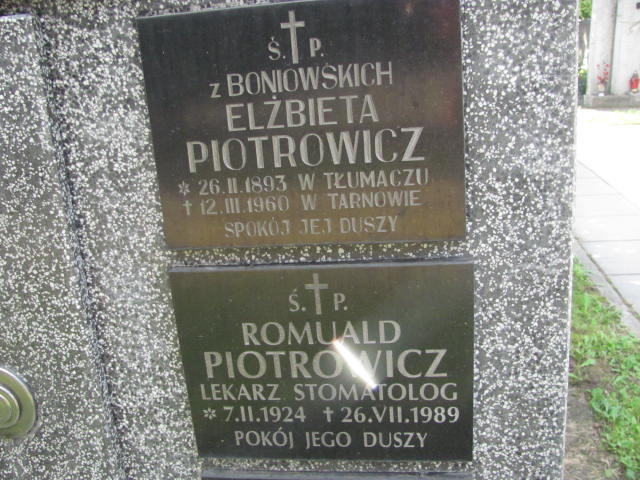 Ś. P.
z BONIOWSKICH
ELŻBIETA
PIOTROWICZ
* 26.II.1893 W TŁUMACZU
† 12.III.1960 W TARNOWIE
SPOKÓJ JEJ DUSZY
Ś. P.
ROMUALD
PIOTROWICZ
LEKARZ STOMATOLOG
* 7.II.1924 † 26.VII.1989
POKÓJ JEGO DUSZY